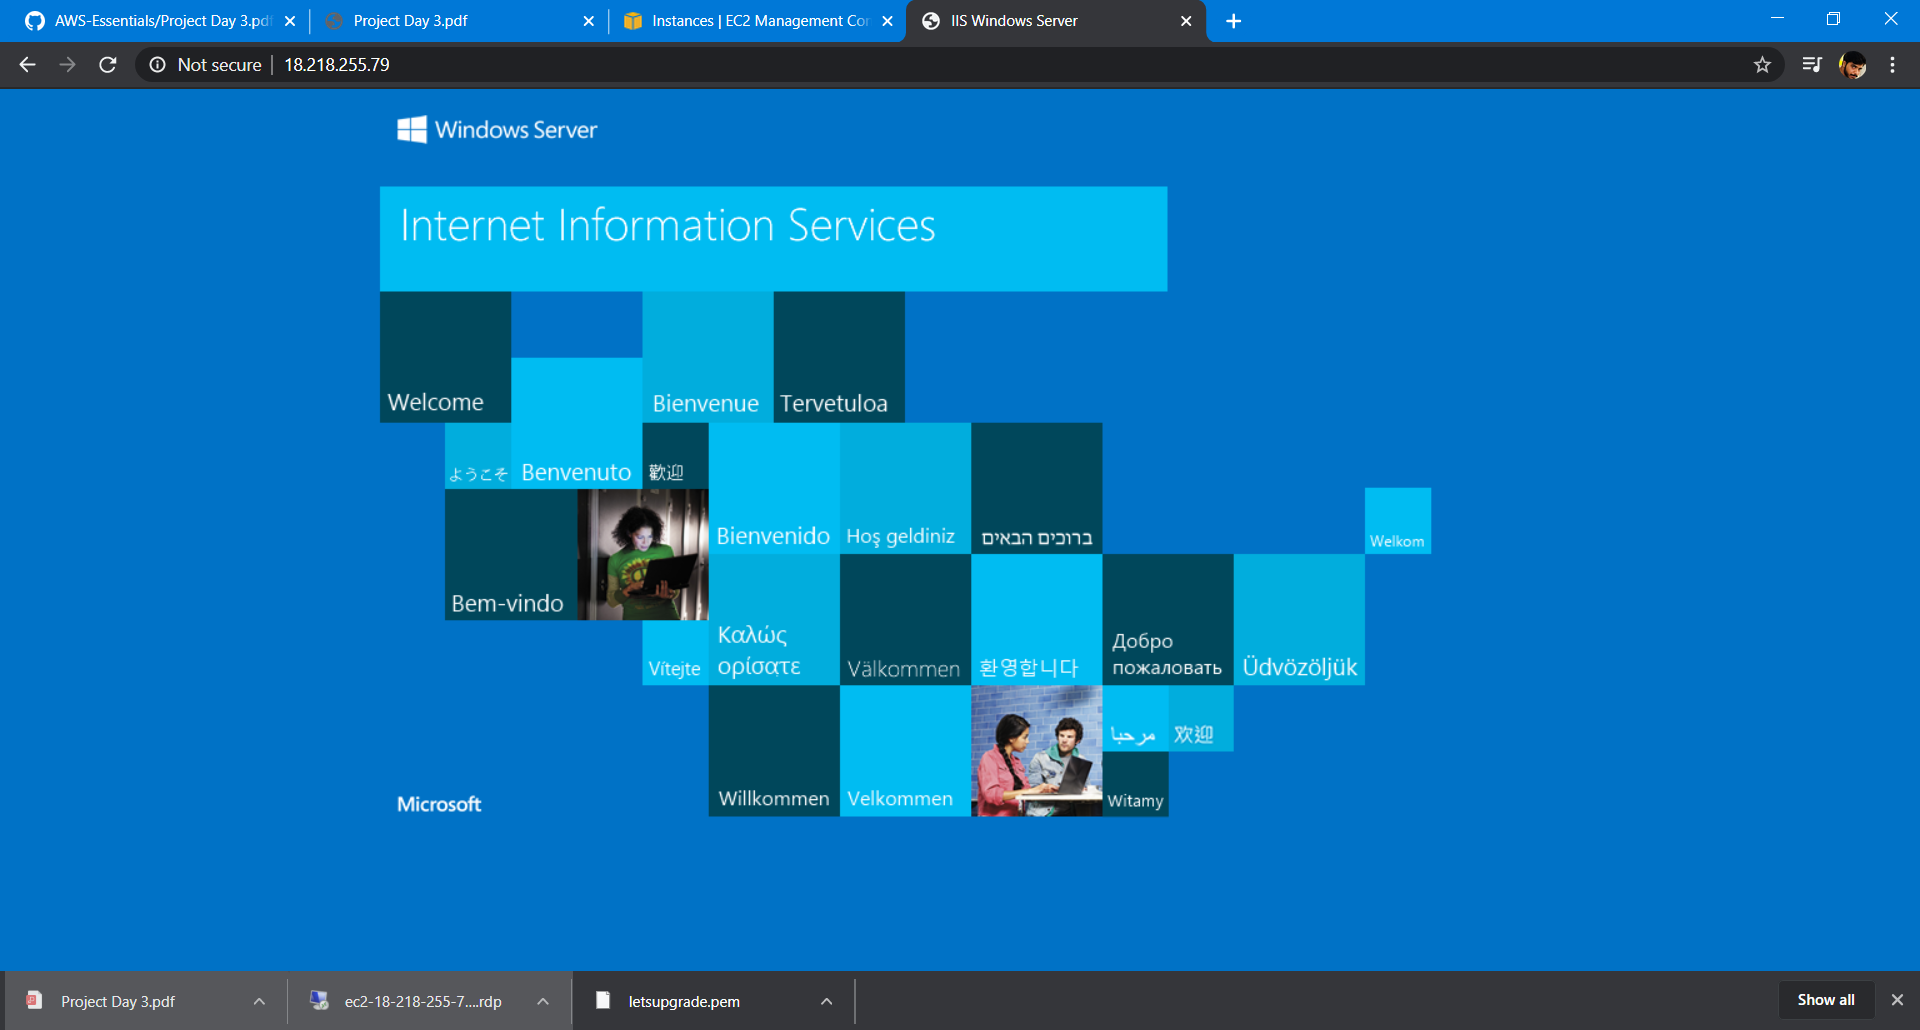 AWS-Essentials/Project Day 3.pdf
Project Day 3.pdf
Instances | EC2 Management Co
IIS Windows Server
Not secure
18.218.255.79
Windows Server
Internet Information Services
Welcome
Bienvenue
Tervetuloa
ようこそ
Benvenuto
歡迎
Bienvenido
Hoş geldiniz
ברוכים הבאים
Welkom
Bem-vindo
Vítejte
Καλώς
ορίσατε
Välkommen
환영합니다
Добро
пожаловать
Üdvözöljük
Willkommen
Velkommen
مرحبا
欢迎
Witamy
Microsoft
Project Day 3.pdf
ec2-18-218-255-7....rdp
letsupgrade.pem
Show all